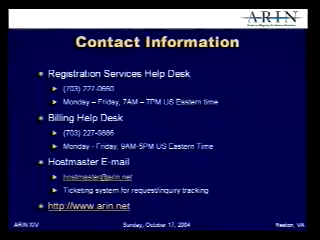 ARIN
Contact Information
Registration Services Help Desk
(703) 227-0660
Monday – Friday, 7AM – 7PM US Eastern time
Billing Help Desk
(703) 227-9886
Monday - Friday, 9AM-5PM US Eastern Time
Hostmaster E-mail
hostmaster@arin.net
Ticketing system for request/inquiry tracking
http://www.arin.net
ARIN XIV
Sunday, October 17, 2004
Reston, VA